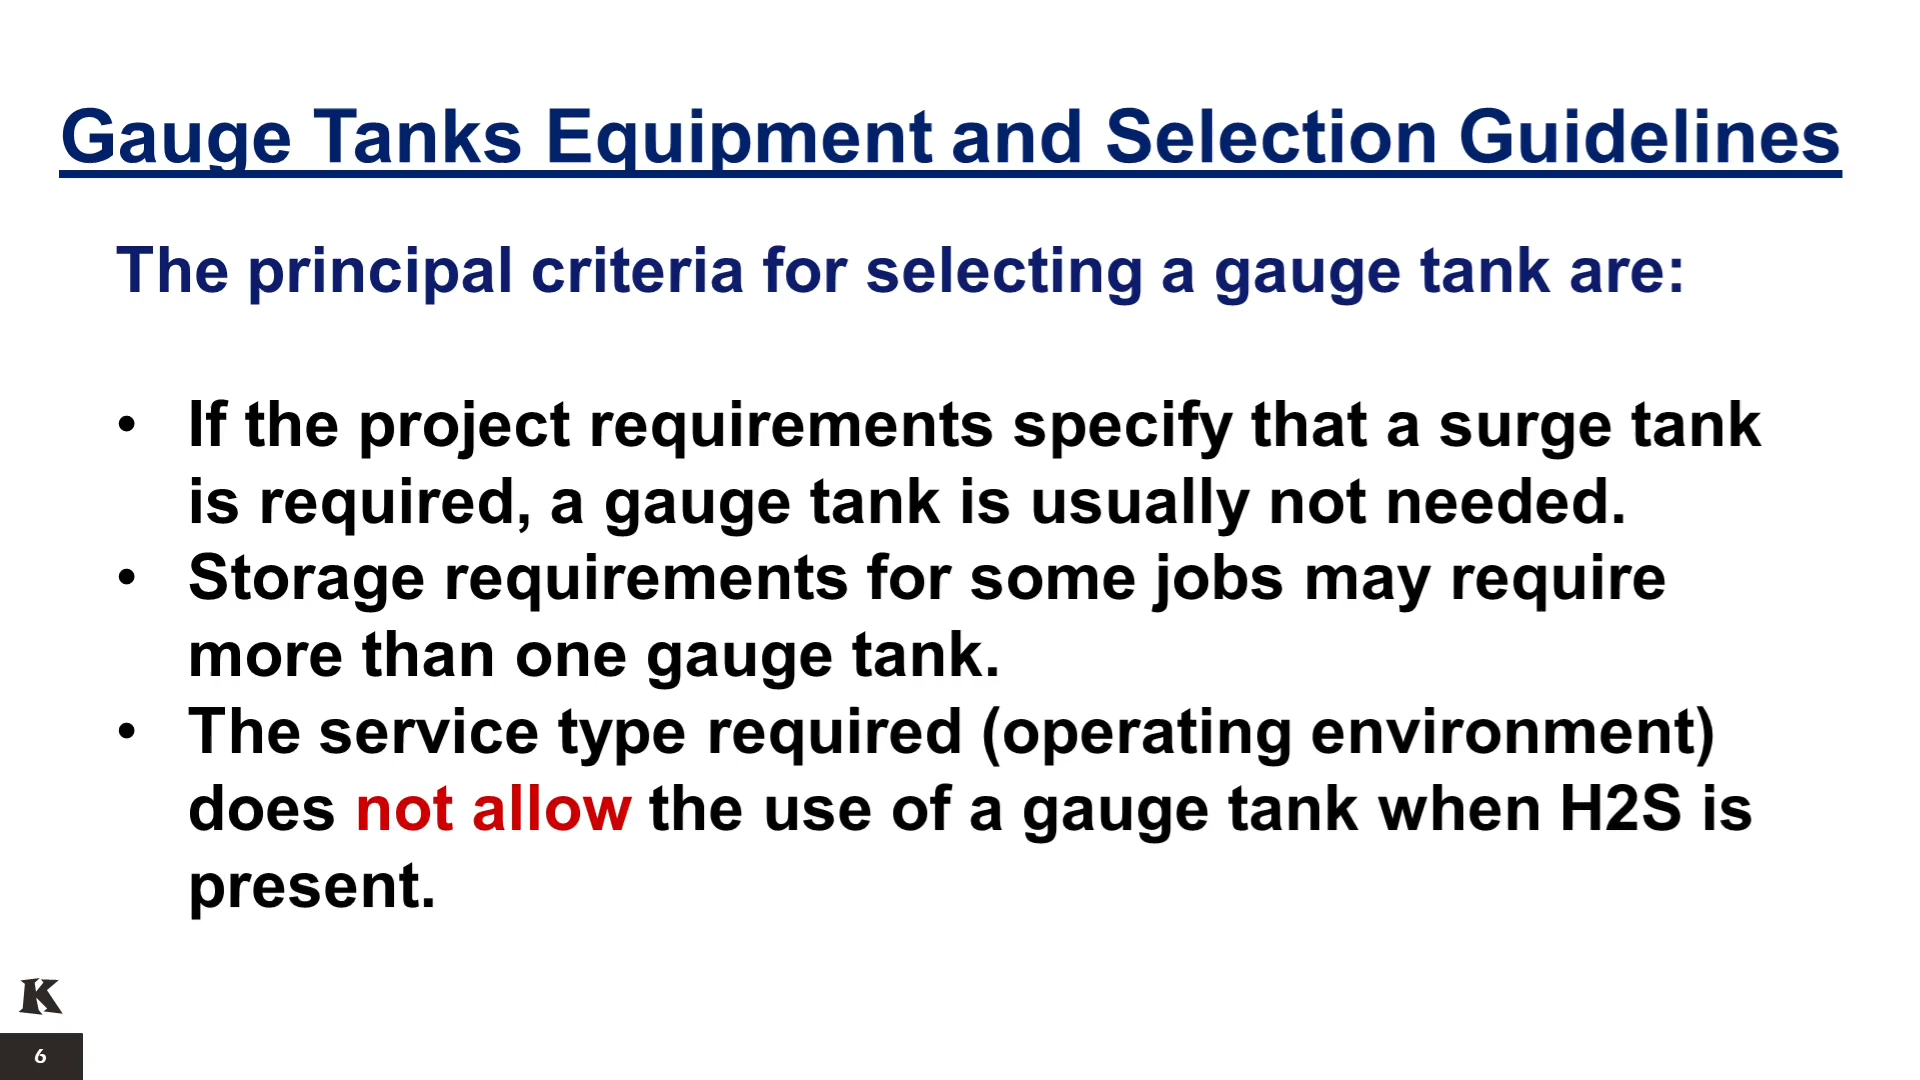 Gauge Tanks Equipment and Selection Guidelines
The principal criteria for selecting a gauge tank are:
• If the project requirements specify that a surge tank
is required, a gauge tank is usually not needed.
• Storage requirements for some jobs may require
more than one gauge tank.
• The service type required (operating environment)
does not allow the use of a gauge tank when H2S is
present.
K
6